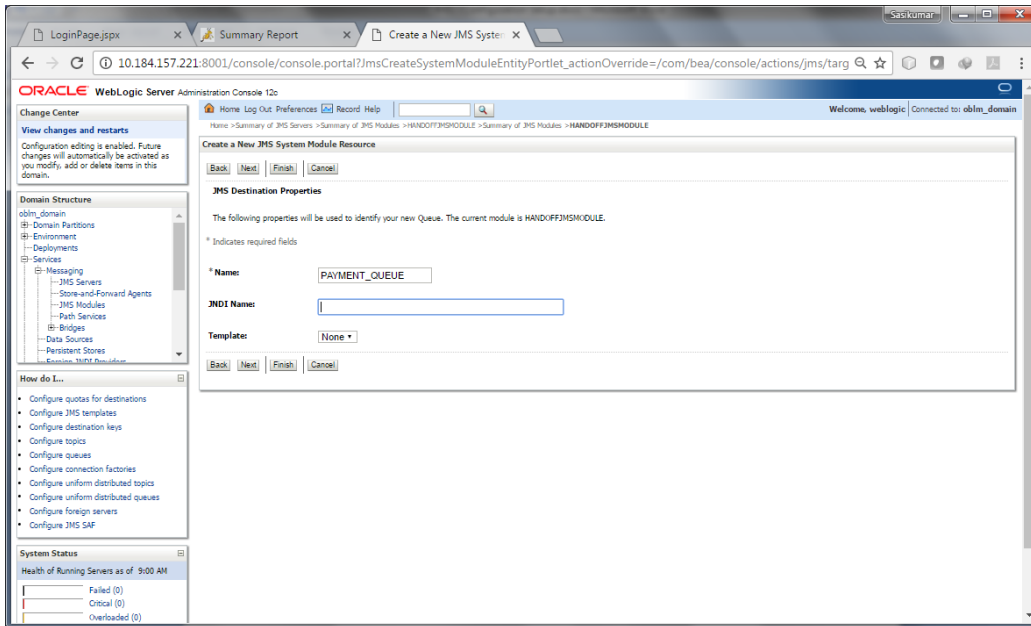 Sasikumar
LoginPage.jspx
Summary Report
Create a New JMS System
10.184.157.221:8001/console/console.portal?JmsCreateSystemModuleEntityPortlet_actionOverride=/com/bea/console/actions/jms/targ
ORACLE WebLogic Server Administration Console 12c
Change Center
View changes and restarts
Configuration editing is enabled. Future
changes will automatically be activated as
you modify, add or delete items in this
domain.
Domain Structure
oblm_domain
Domain Partitions
Environment
Deployments
Services
Messaging
JMS Servers
Store-and-Forward Agents
JMS Modules
Path Services
Bridges
Data Sources
Persistent Stores
Foreign JNDI Providers
How do I...
Configure quotas for destinations
Configure JMS templates
Configure destination keys
Configure topics
Configure queues
Configure connection factories
Configure uniform distributed topics
Configure uniform distributed queues
Configure foreign servers
Configure JMS SAF
System Status
Health of Running Servers as of 9:00 AM
Failed (0)
Critical (0)
Overloaded (0)
Home Log Out Preferences Record Help
Welcome, weblogic Connected to: oblm_domain
Home >Summary of JMS Servers >Summary of JMS Modules >HANDOFFJMSMODULE >Summary of JMS Modules >HANDOFFJMSMODULE
Create a New JMS System Module Resource
Back Next Finish Cancel
JMS Destination Properties
The following properties will be used to identify your new Queue. The current module is HANDOFFJMSMODULE.
* Indicates required fields
* Name: PAYMENT_QUEUE
JNDI Name:
Template: None
Back Next Finish Cancel